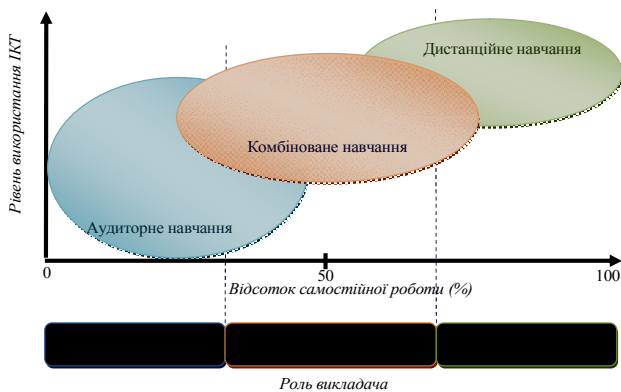 Рівень використання ІКТ
Дистанційне навчання
Комбіноване навчання
Аудиторне навчання
0
50
100
Відсоток самостійної роботи (%)
Роль викладача